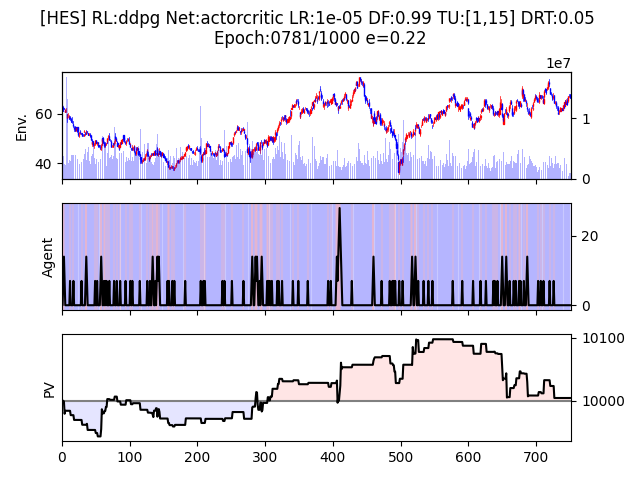 [HES] RL:ddpg Net:actorcritic LR:1e-05 DF:0.99 TU:[1,15] DRT:0.05
Epoch:0781/1000 e=0.22
1e7
Env.
60
40
1
0
Agent
20
0
PV
10100
10000
0 100 200 300 400 500 600 700